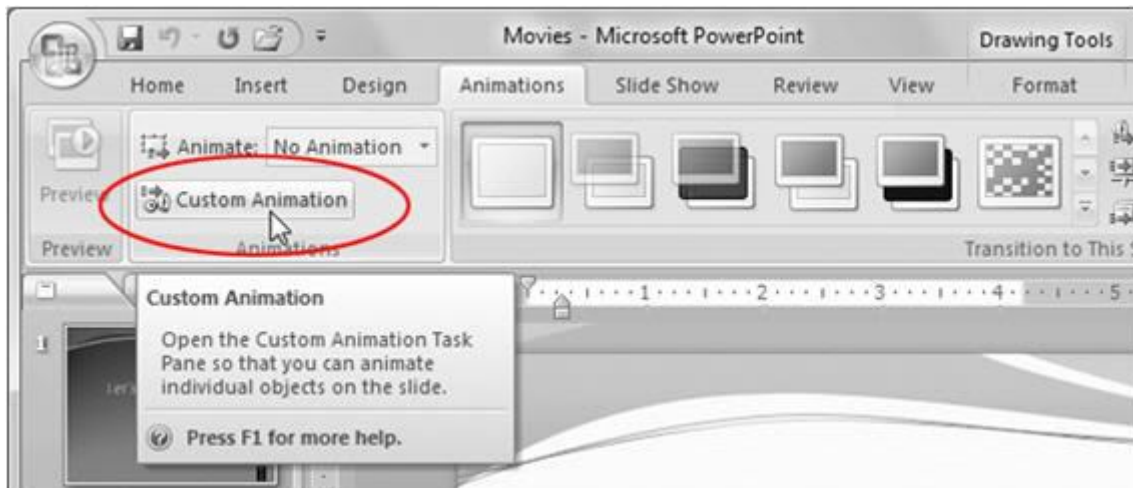 Movies - Microsoft PowerPoint
Drawing Tools
Home Insert Design Animations Slide Show Review View Format
Animate: No Animation
Preview
Custom Animation
Preview Animations Transition to This
1 2 3 4 5
Custom Animation
1
Open the Custom Animation Task
Pane so that you can animate
individual objects on the slide.
Press F1 for more help.